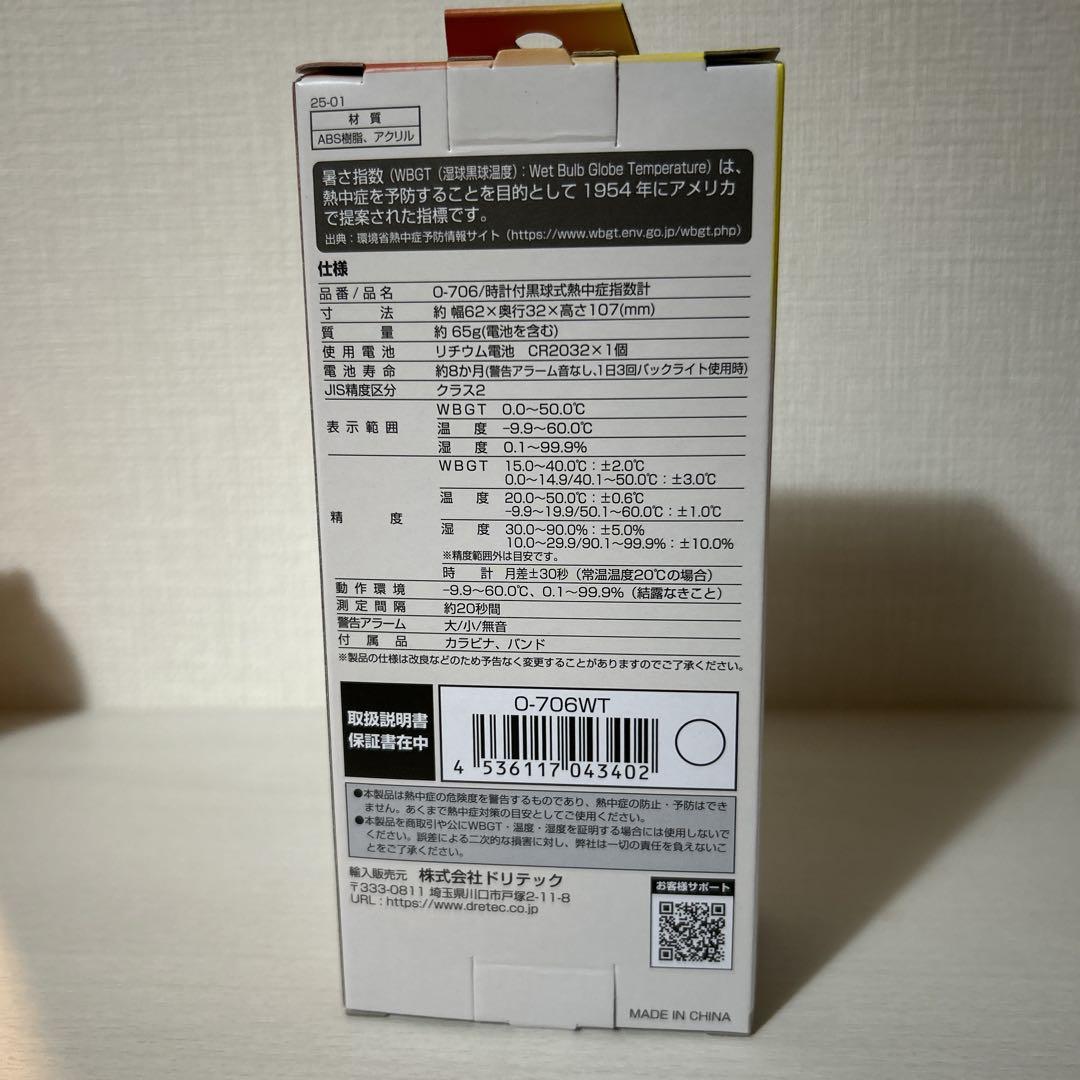 25-01
材 質
ABS樹脂、アクリル
暑さ指数（WBGT（湿球黒球温度）: Wet Bulb Globe Temperature）は、
熱中症を予防することを目的として 1954 年にアメリカ
で提案された指標です。
出典：環境省熱中症予防情報サイト（https://www.wbgt.env.go.jp/wbgt.php）
仕様
品番/品名 O-706/時計付黒球式熱中症指数計
寸 法 約 幅62×奥行32×高さ107(mm)
質 量 約 65g(電池を含む)
使用電池 リチウム電池 CR2032×1個
電池寿命 約8か月(警告アラーム音なし、1日3回バックライト使用時)
JIS精度区分 クラス2
表示範囲 WBGT 0.0〜50.0℃
温 度 -9.9〜60.0℃
湿 度 0.1〜99.9%
精 度 WBGT 15.0〜40.0℃：±2.0℃
0.0〜14.9/40.1〜50.0℃：±3.0℃
温 度 20.0〜50.0℃：±0.6℃
-9.9〜19.9/50.1〜60.0℃：±1.0℃
湿 度 30.0〜90.0%：±5.0%
10.0〜29.9/90.1〜99.9%：±10.0%
※精度範囲外は目安です。
時 計 月差±30秒（常温温度20℃の場合）
動作環境 -9.9〜60.0℃、0.1〜99.9%（結露なきこと）
測定間隔 約20秒間
警告アラーム 大/小/無音
付属品 カラビナ、バンド
※製品の仕様は改良などのため予告なく変更することがありますのでご了承ください。
取扱説明書
保証書在中
O-706WT
4 536117 043402
●本製品は熱中症の危険度を警告するものであり、熱中症の防止・予防はでき
ません。あくまで熱中症対策の目安としてご使用ください。
●本製品を商取引や公にWBGT・温度・湿度を証明する場合には使用しないで
ください。誤差による二次的な損害に対し、弊社は一切の責任を負えないこ
とをご了承ください。
輸入販売元 株式会社ドリテック
〒333-0811 埼玉県川口市戸塚2-11-8
URL：https://www.dretec.co.jp
お客様サポート
MADE IN CHINA